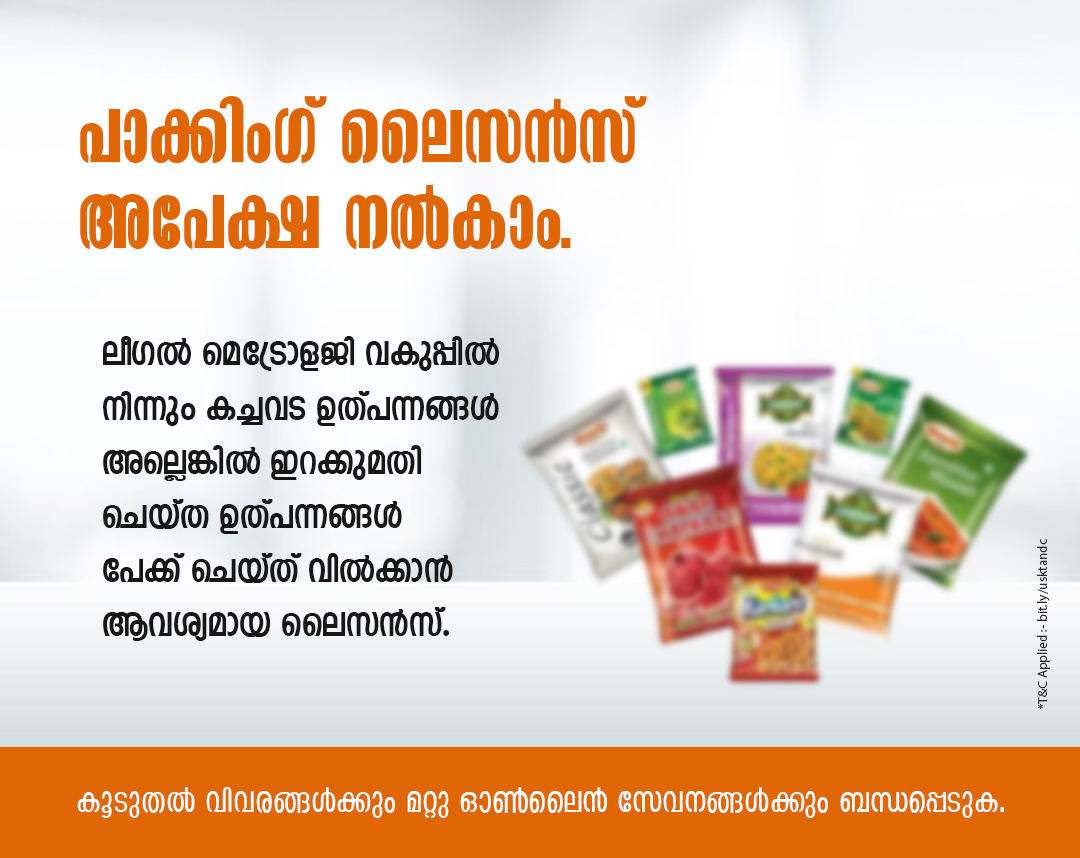 പാക്കിംഗ് ലൈസൻസ്
അപേക്ഷ നൽകാം.
ലീഗൽ മെട്രോളജി വകുപ്പിൽ
നിന്നും കച്ചവട ഉത്പന്നങ്ങൾ
അല്ലെങ്കിൽ ഇറക്കുമതി
ചെയ്ത ഉത്പന്നങ്ങൾ
പേക്ക് ചെയ്ത് വിൽക്കാൻ
ആവശ്യമായ ലൈസൻസ്.
Classic
*T&C Applied :- bit.ly/usktandc
കൂടുതൽ വിവരങ്ങൾക്കും മറ്റു ഓൺലൈൻ സേവനങ്ങൾക്കും ബന്ധപ്പെടുക.